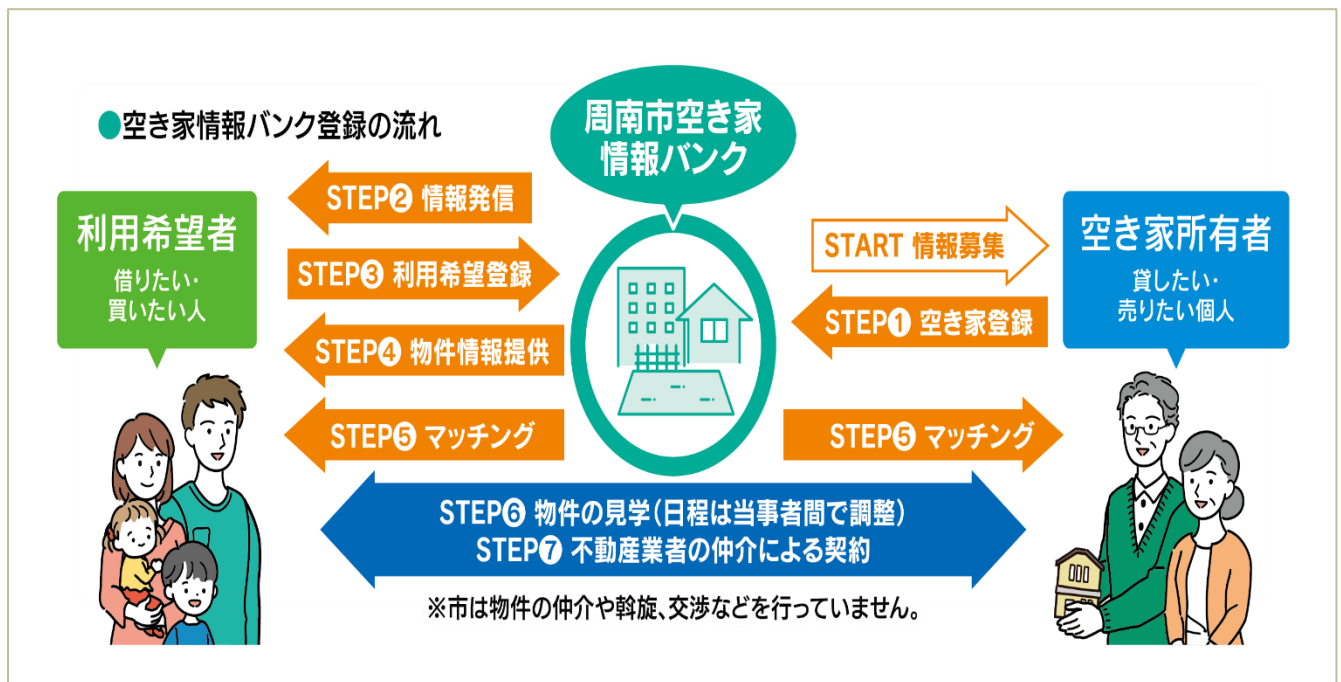 周南市空き家
情報バンク
●空き家情報バンク登録の流れ
利用希望者
借りたい・
買いたい人
STEP❷ 情報発信
STEP❸ 利用希望登録
STEP❹ 物件情報提供
STEP❺ マッチング
START 情報募集
STEP❶ 空き家登録
STEP❺ マッチング
空き家所有者
貸したい・
売りたい個人
STEP❻ 物件の見学(日程は当事者間で調整)
STEP❼ 不動産業者の仲介による契約
※市は物件の仲介や斡旋、交渉などを行っていません。